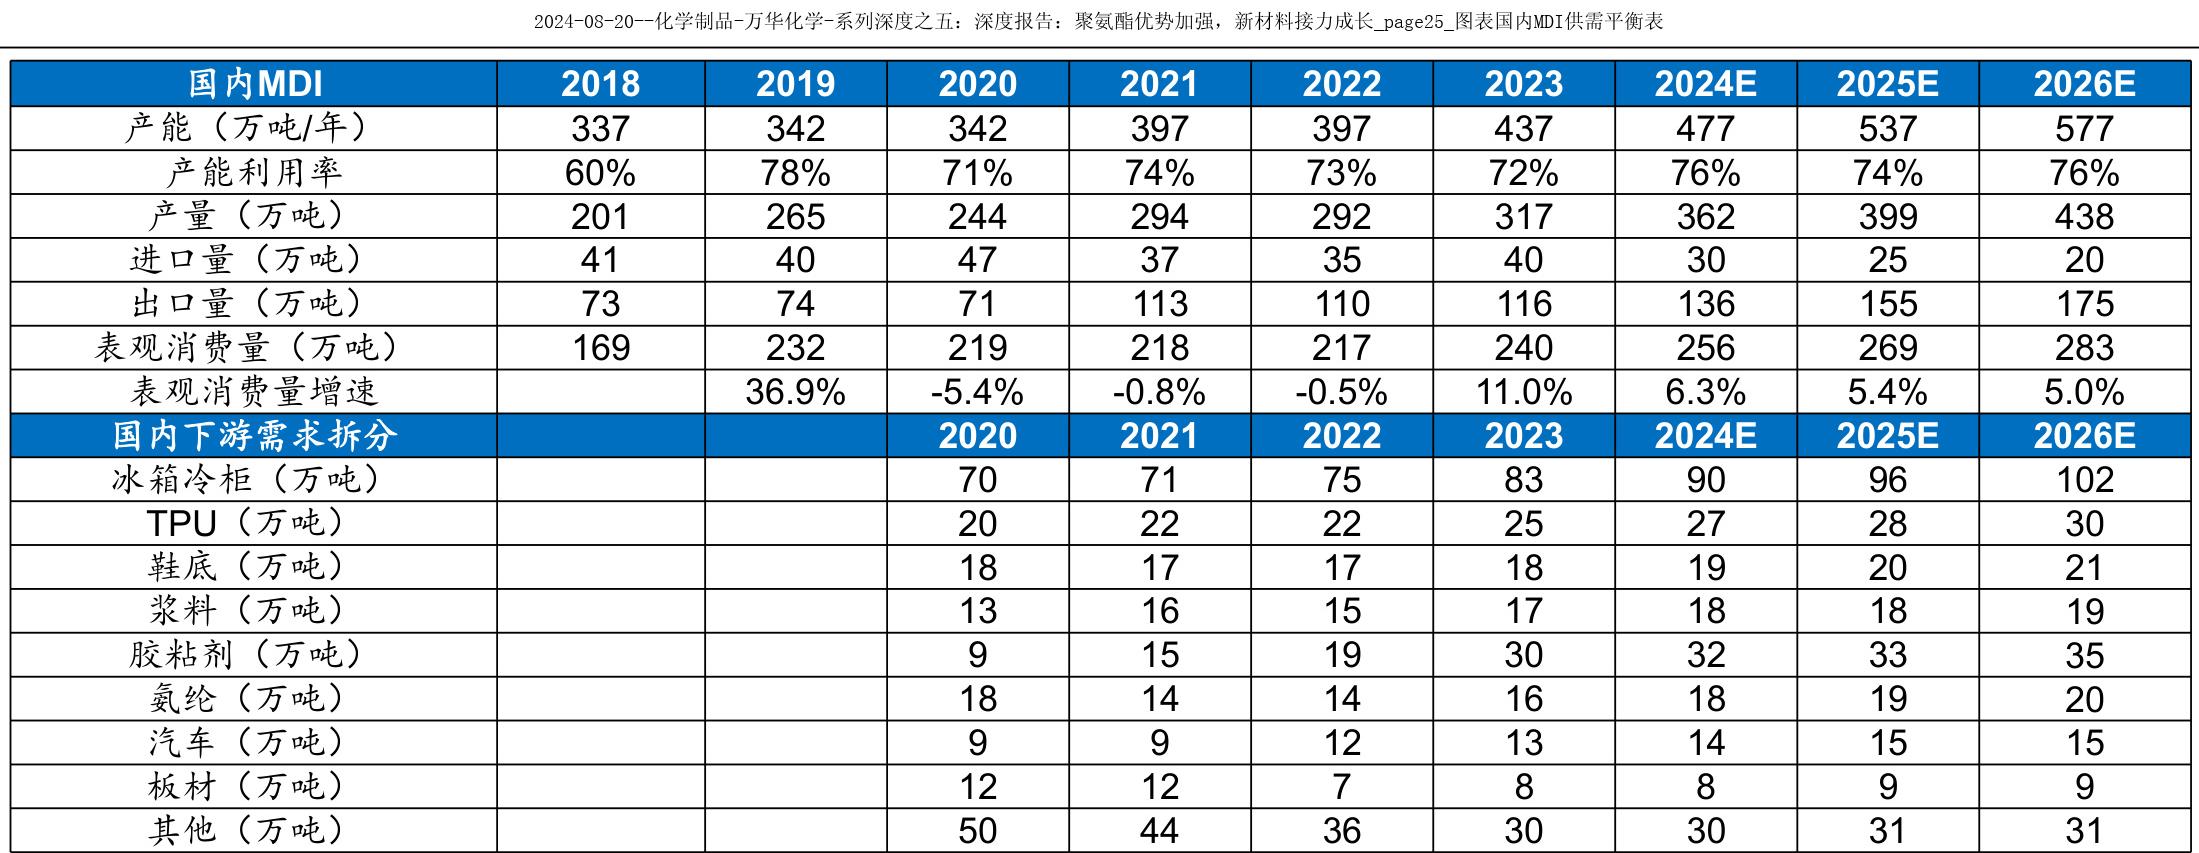 2024-08-20--化学制品-万华化学-系列深度之五：深度报告：聚氨酯优势加强，新材料接力成长_page25_图表国内MDI供需平衡表
国内MDI 2018 2019 2020 2021 2022 2023 2024E 2025E 2026E
产能（万吨/年） 337 342 342 397 397 437 477 537 577
产能利用率 60% 78% 71% 74% 73% 72% 76% 74% 76%
产量（万吨） 201 265 244 294 292 317 362 399 438
进口量（万吨） 41 40 47 37 35 40 30 25 20
出口量（万吨） 73 74 71 113 110 116 136 155 175
表观消费量（万吨） 169 232 219 218 217 240 256 269 283
表观消费量增速 36.9% -5.4% -0.8% -0.5% 11.0% 6.3% 5.4% 5.0%
国内下游需求拆分 2020 2021 2022 2023 2024E 2025E 2026E
冰箱冷柜（万吨） 70 71 75 83 90 96 102
TPU（万吨） 20 22 22 25 27 28 30
鞋底（万吨） 18 17 17 18 19 20 21
浆料（万吨） 13 16 15 17 18 18 19
胶粘剂（万吨） 9 15 19 30 32 33 35
氨纶（万吨） 18 14 14 16 18 19 20
汽车（万吨） 9 9 12 13 14 15 15
板材（万吨） 12 12 7 8 8 9 9
其他（万吨） 50 44 36 30 30 31 31